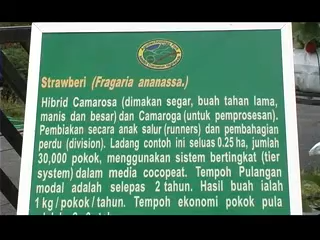 Strawberi (Fragaria ananassa.)
Hibrid Camarosa (dimakan segar, buah tahan lama,
manis dan besar) dan Camaroga (untuk pemprosesan).
Pembiakan secara anak salur (runners) dan pembahagian
perdu (division). Ladang contoh ini seluas 0.25 ha, jumlah
30,000 pokok, menggunakan sistem bertingkat (tier
system) dalam media cocopeat. Tempoh Pulangan
modal adalah selepas 2 tahun. Hasil buah ialah
1 kg / pokok / tahun. Tempoh ekonomi pokok pula